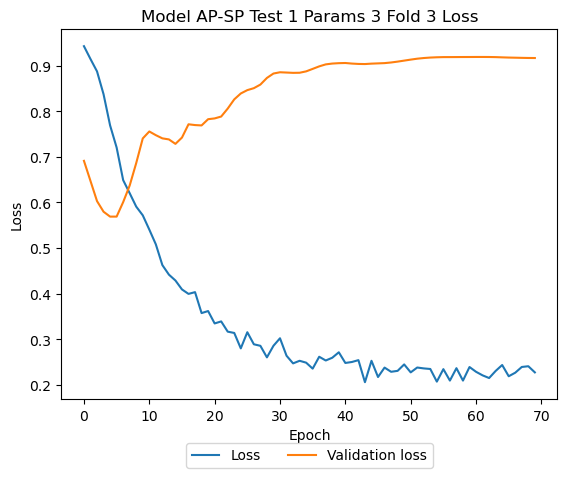 Model AP-SP Test 1 Params 3 Fold 3 Loss
Loss
0.9
0.8
0.7
0.6
0.5
0.4
0.3
0.2
0 10 20 30 40 50 60 70
Epoch
Loss Validation loss